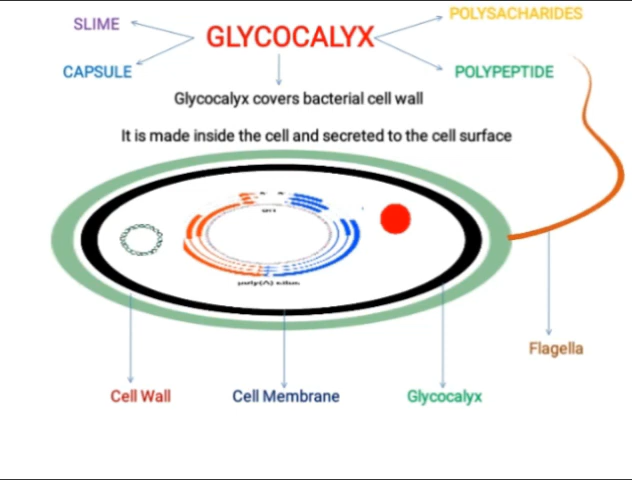 SLIME
GLYCOCALYX
POLYSACHARIDES
CAPSULE
POLYPEPTIDE
Glycocalyx covers bacterial cell wall
It is made inside the cell and secreted to the cell surface
Flagella
Cell Wall
Cell Membrane
Glycocalyx